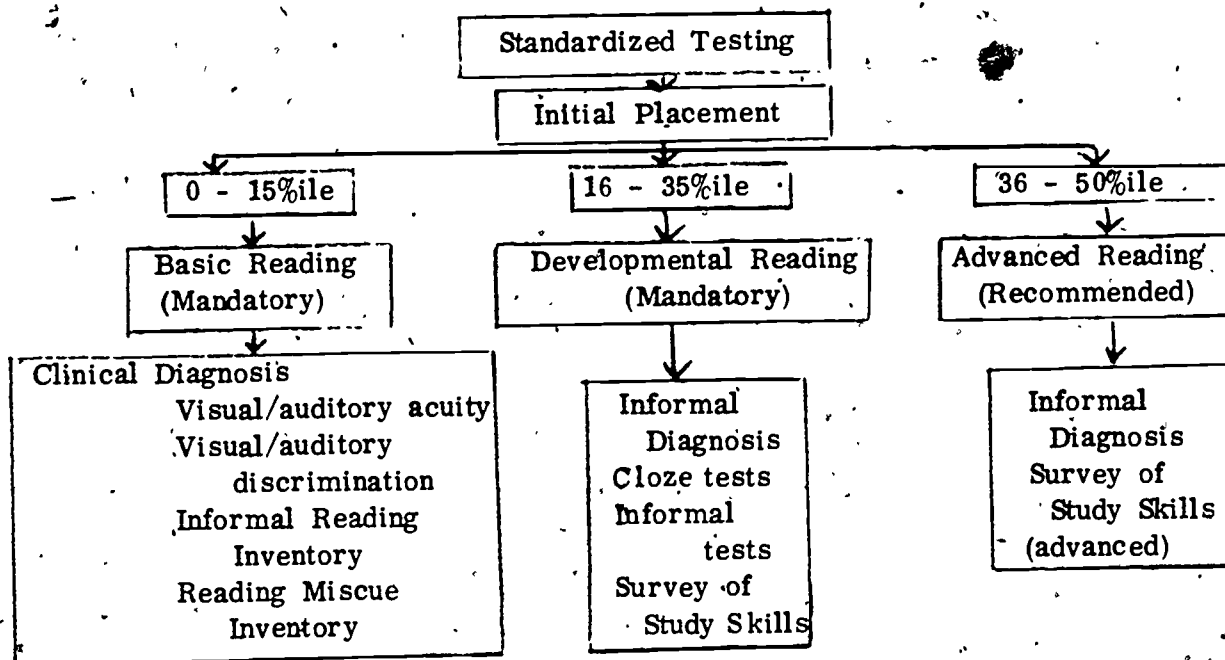 Standardized Testing
Initial Placement
0 - 15%ile
16 - 35%ile
36 - 50%ile
Basic Reading
(Mandatory)
Developmental Reading
(Mandatory)
Advanced Reading
(Recommended)
Clinical Diagnosis
Visual/auditory acuity
Visual/auditory
discrimination
Informal Reading
Inventory
Reading Miscue
Inventory
Informal
Diagnosis
Cloze tests
Informal
tests
Survey of
Study Skills
Informal
Diagnosis
Survey of
Study Skills
(advanced)